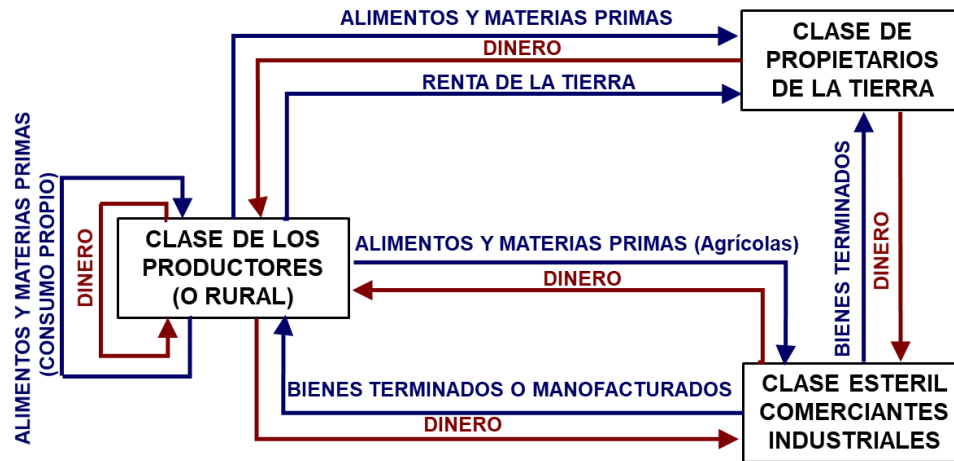 ALIMENTOS Y MATERIAS PRIMAS
DINERO
RENTA DE LA TIERRA
CLASE DE
PROPIETARIOS
DE LA TIERRA
ALIMENTOS Y MATERIAS PRIMAS
(CONSUMO PROPIO)
DINERO
CLASE DE LOS
PRODUCTORES
(O RURAL)
ALIMENTOS Y MATERIAS PRIMAS (Agrícolas)
DINERO
BIENES TERMINADOS
DINERO
BIENES TERMINADOS O MANOFACTURADOS
DINERO
CLASE ESTERIL
COMERCIANTES
INDUSTRIALES